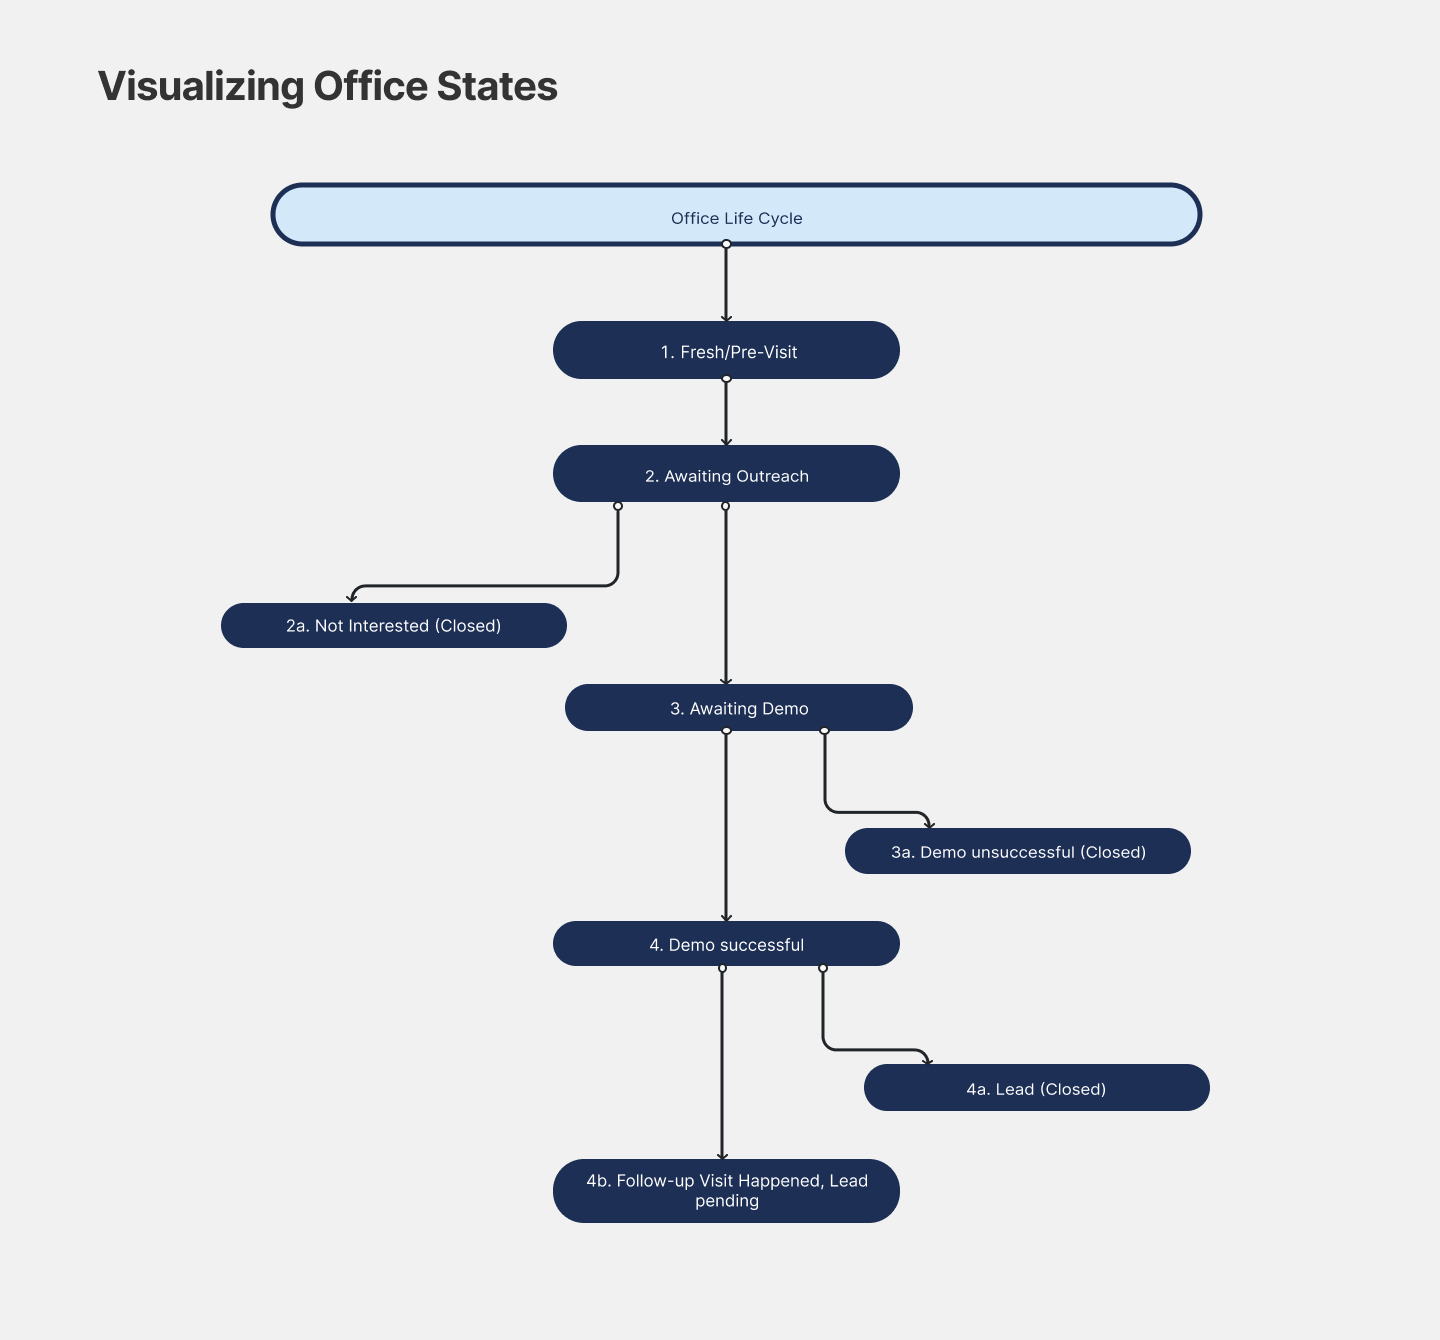 Visualizing Office States
Office Life Cycle
1. Fresh/Pre-Visit
2. Awaiting Outreach
2a. Not Interested (Closed)
3. Awaiting Demo
3a. Demo unsuccessful (Closed)
4. Demo successful
4a. Lead (Closed)
4b. Follow-up Visit Happened, Lead
pending